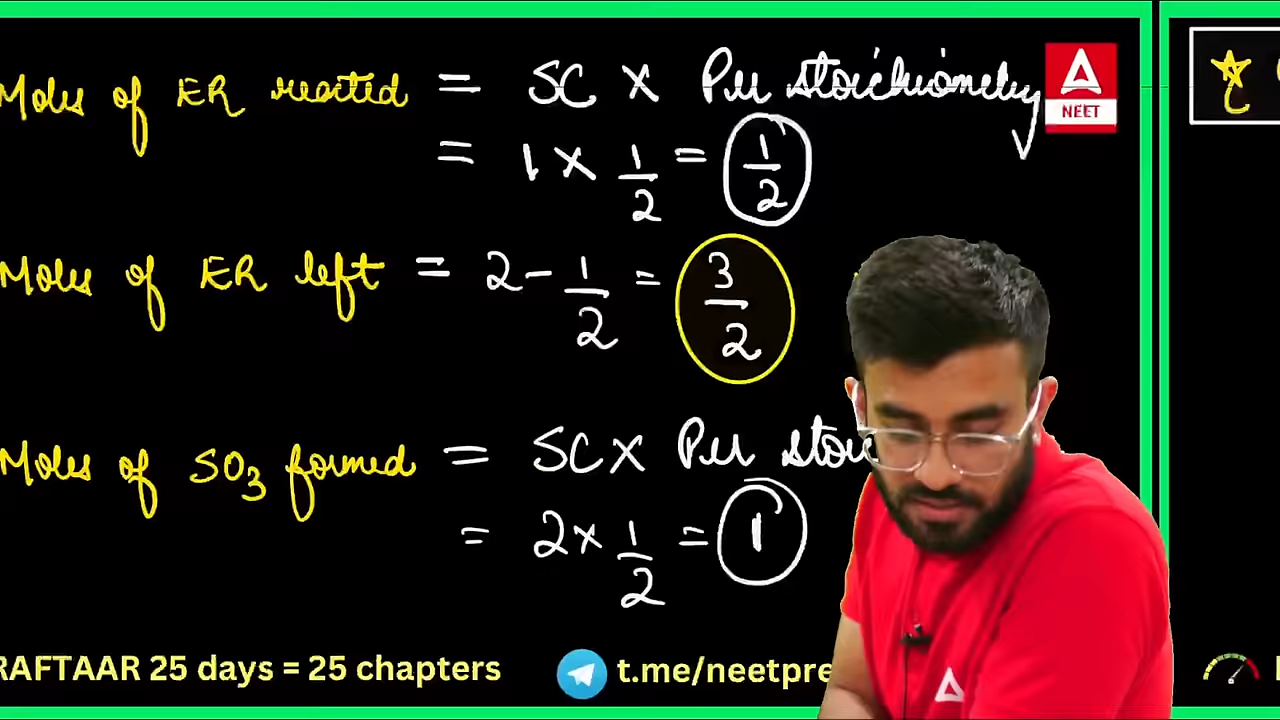 Moles of ER reacted = SC X Per stoichiometry
= 1 X 1/2 = 1/2
Moles of ER left = 2 - 1/2 = 3/2
Moles of SO3 formed = SC X Per stoic
= 2 x 1/2 = 1
NEET
RAFTAAR 25 days = 25 chapters
t.me/neetpre